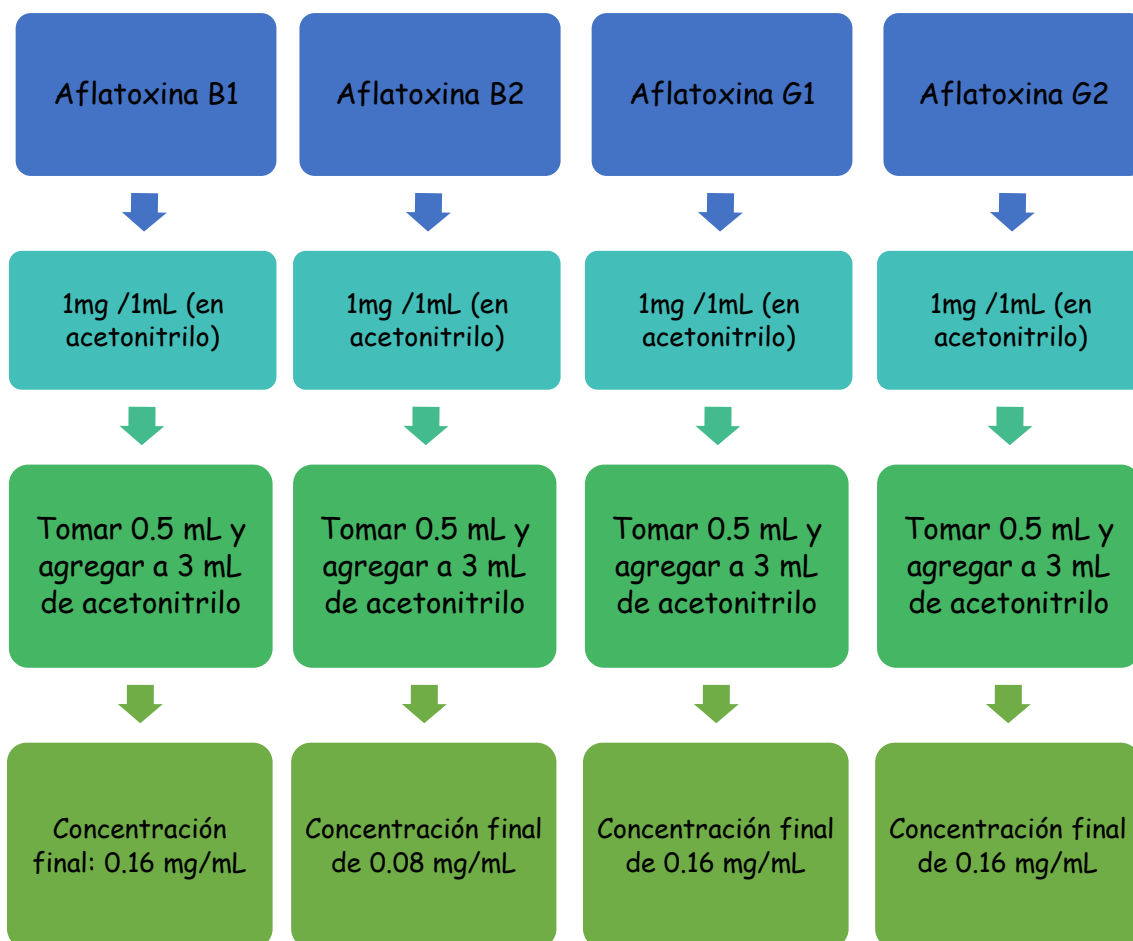 Aflatoxina B1
Aflatoxina B2
Aflatoxina G1
Aflatoxina G2
1mg /1mL (en
acetonitrilo)
1mg /1mL (en
acetonitrilo)
1mg /1mL (en
acetonitrilo)
1mg /1mL (en
acetonitrilo)
Tomar 0.5 mL y
agregar a 3 mL
de acetonitrilo
Tomar 0.5 mL y
agregar a 3 mL
de acetonitrilo
Tomar 0.5 mL y
agregar a 3 mL
de acetonitrilo
Tomar 0.5 mL y
agregar a 3 mL
de acetonitrilo
Concentración
final: 0.16 mg/mL
Concentración final
de 0.08 mg/mL
Concentración final
de 0.16 mg/mL
Concentración final
de 0.16 mg/mL